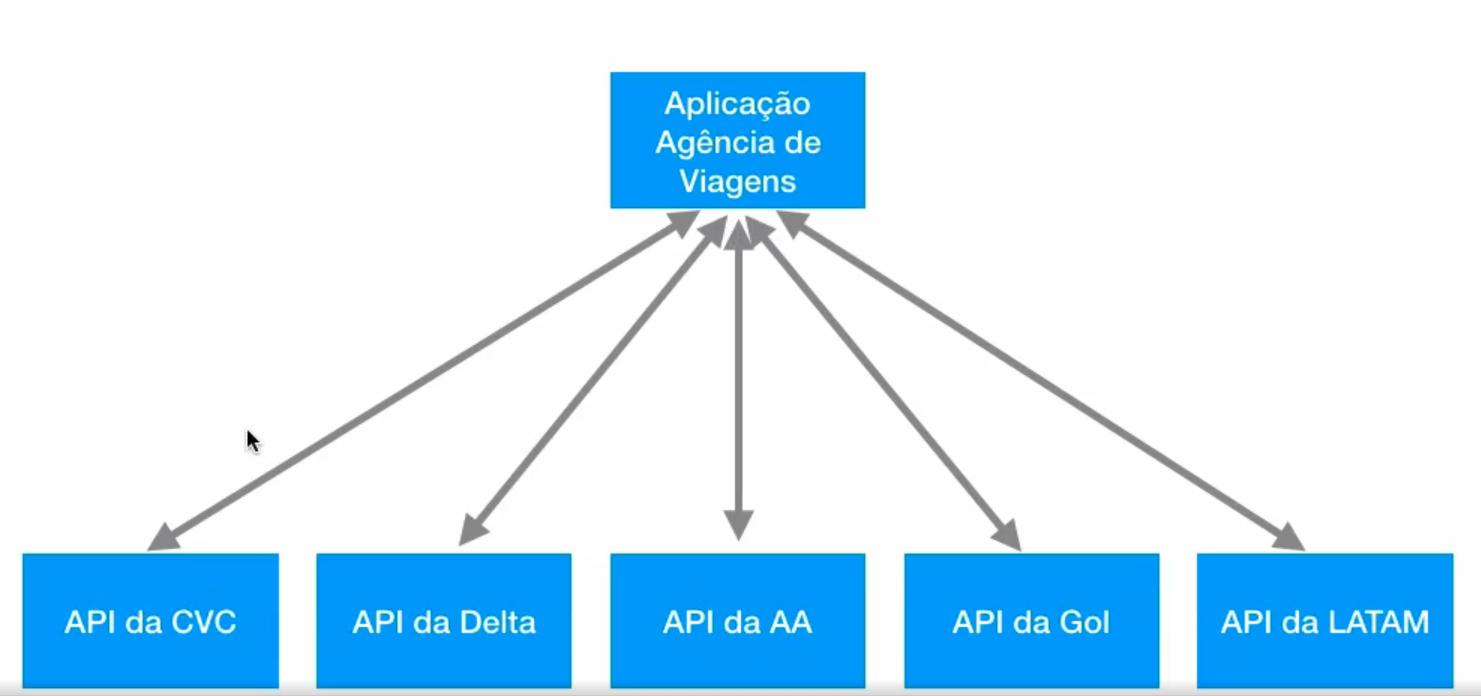 Aplicação
Agência de
Viagens
API da CVC
API da Delta
API da AA
API da Gol
API da LATAM